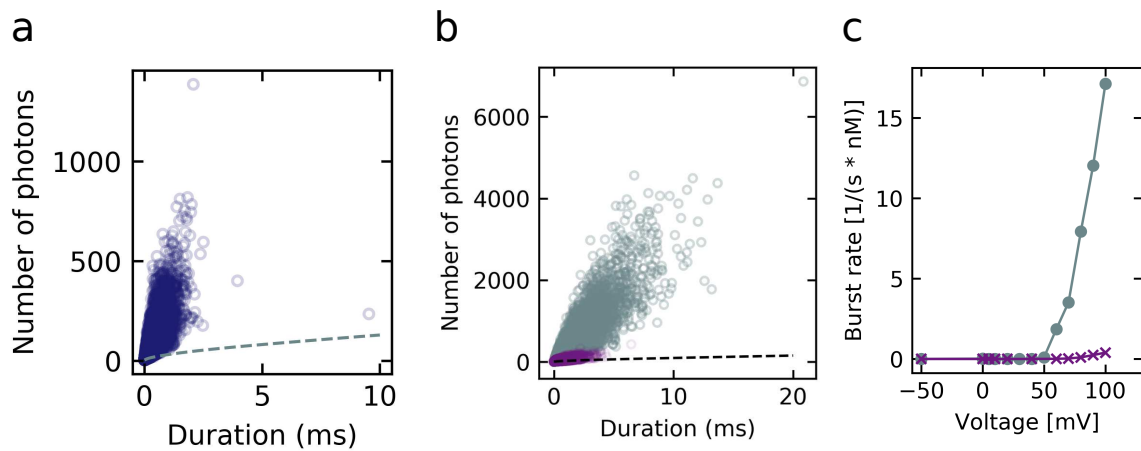 a
Number of photons
1000
500
0
0 5 10
Duration (ms)
b
Number of photons
6000
4000
2000
0
0 10 20
Duration (ms)
c
Burst rate [1/(s * nM)]
15
10
5
0
−50 0 50 100
Voltage [mV]